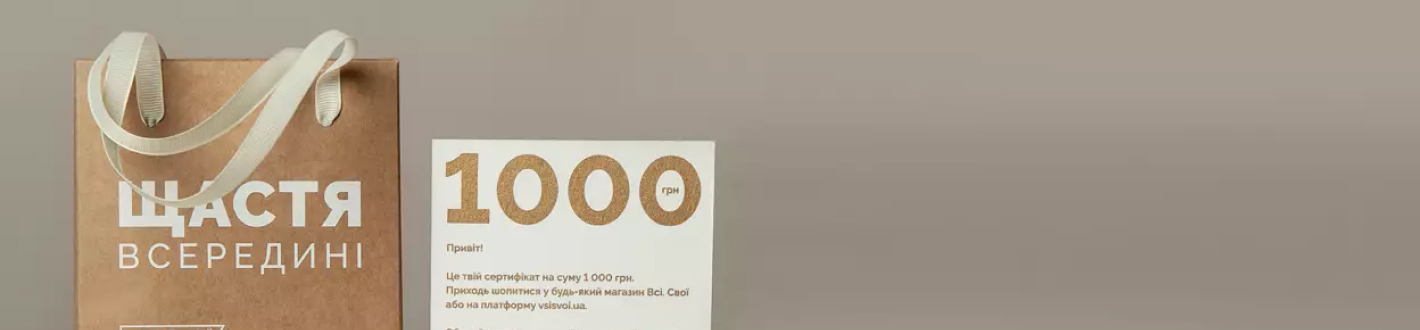 ЩАСТЯ
ВСЕРЕДИНІ
1000
грн
Привіт!
Це твій сертифікат на суму 1 000 грн.
Приходь шопитися у будь-який магазин Всі. Свої
або на платформу vsisvoi.ua.